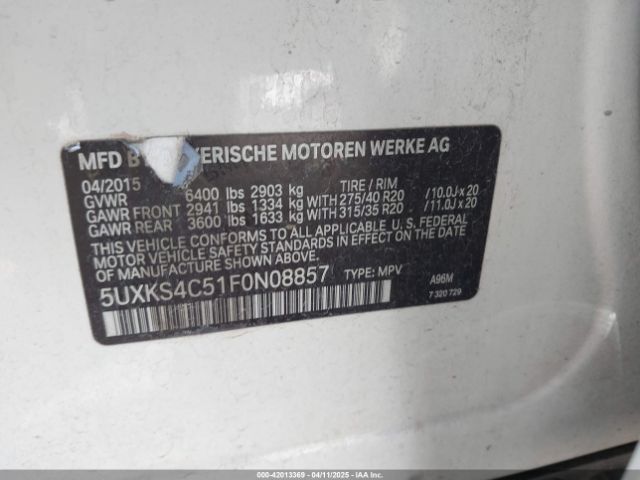 MFD B YERISCHE MOTOREN WERKE AG
04/2015
GVWR 6400 lbs 2903 kg TIRE / RIM
GAWR FRONT 2941 lbs 1334 kg WITH 275/40 R20 / 10.0J x 20
GAWR REAR 3600 lbs 1633 kg WITH 315/35 R20 / 11.0J x 20
THIS VEHICLE CONFORMS TO ALL APPLICABLE U.S. FEDERAL
MOTOR VEHICLE SAFETY STANDARDS IN EFFECT ON THE
DATE OF MANUFACTURE SHOWN ABOVE.
5UXKS4C51F0N08857 TYPE: MPV A96M
7 320 729
000-42013369 - 04/11/2025 - IAAI.com